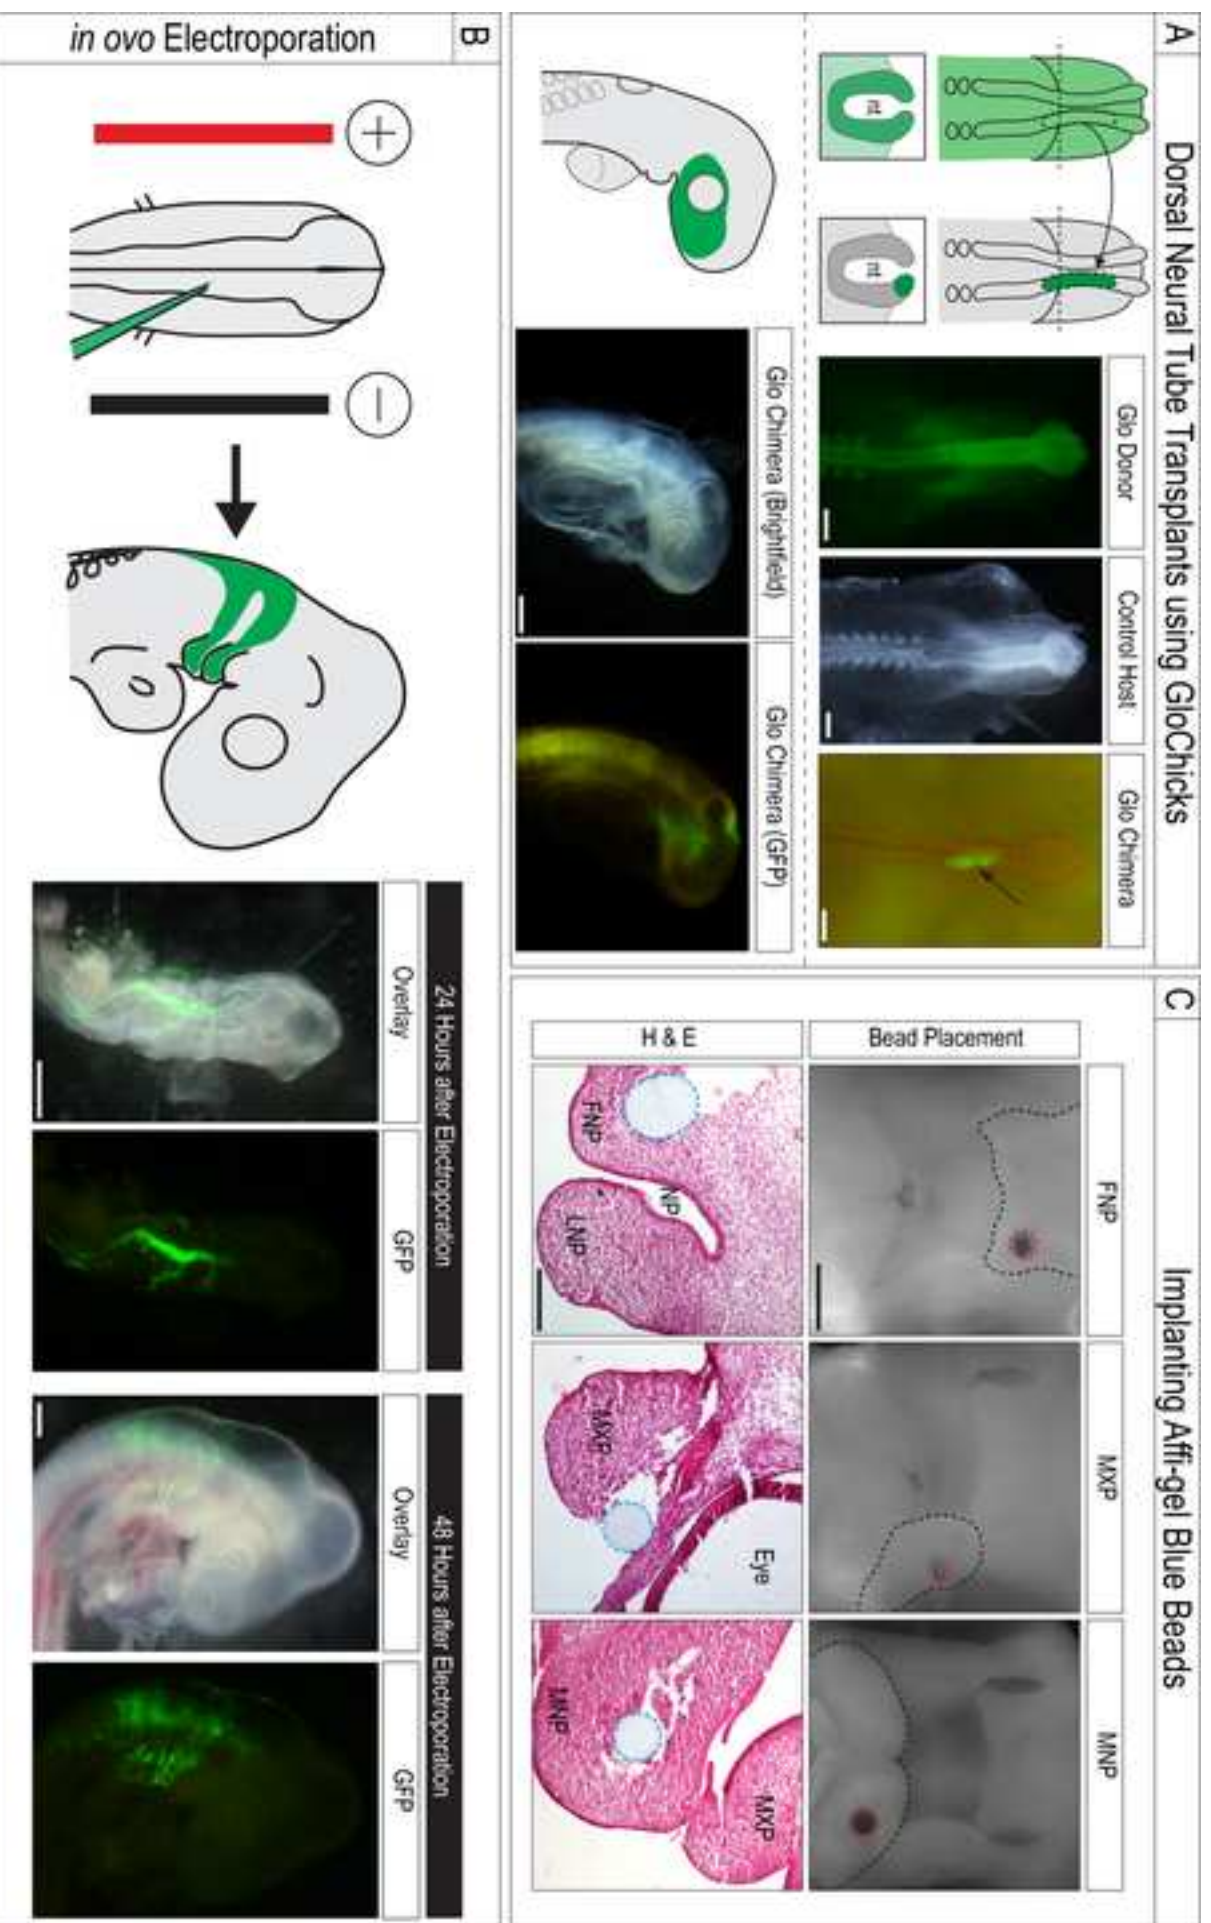 A
Dorsal Neural Tube Transplants using GloChicks
nt
nt
Glo Donor
Control Host
Glo Chimera
Glo Chimera (Brightfield)
Glo Chimera (GFP)
B
in ovo Electroporation
+
−
24 Hours after Electroporation
48 Hours after Electroporation
Overlay
GFP
Overlay
GFP
C
Implanting Affi-gel Blue Beads
FNP
MXP
MNP
Bead Placement
H & E
FNP
NP
LNP
MXP
Eye
MNP
MXP